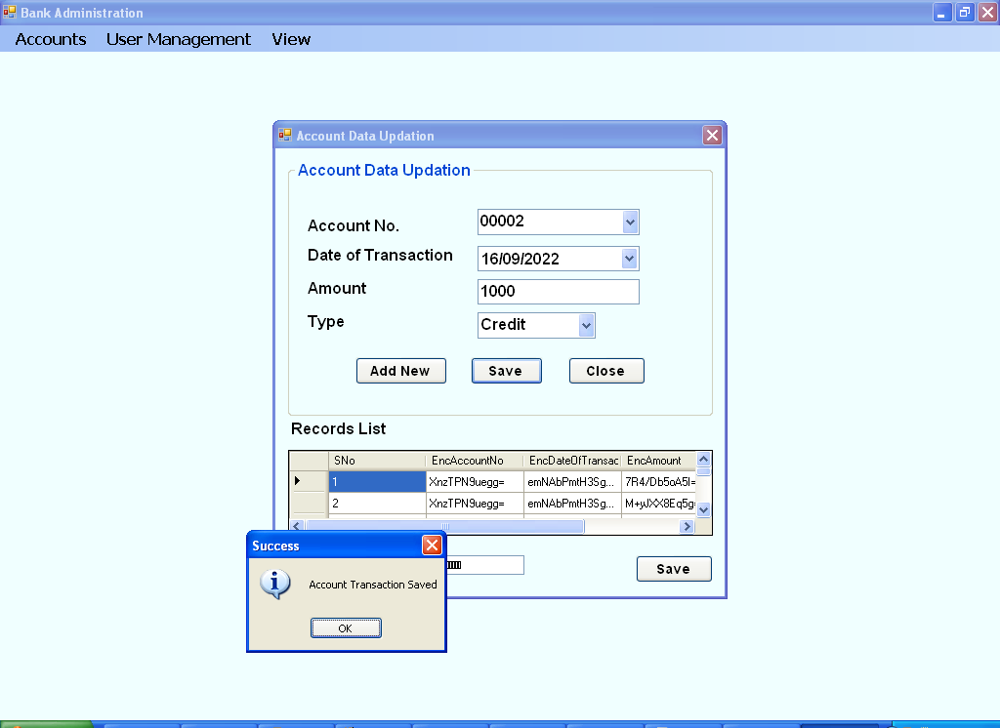 Bank Administration
Accounts User Management View
Account Data Updation
Account Data Updation
Account No. 00002
Date of Transaction 16/09/2022
Amount 1000
Type Credit
Add New Save Close
Records List
SNo EncAccountNo EncDateOfTransac EncAmount
1 XnzTPN9uegg= emNAbPmtH3Sg... 7R4/Db5oA5I=
2 XnzTPN9uegg= emNAbPmtH3Sg... M+yJXX8Eq5g=
Success
Save
Account Transaction Saved
OK